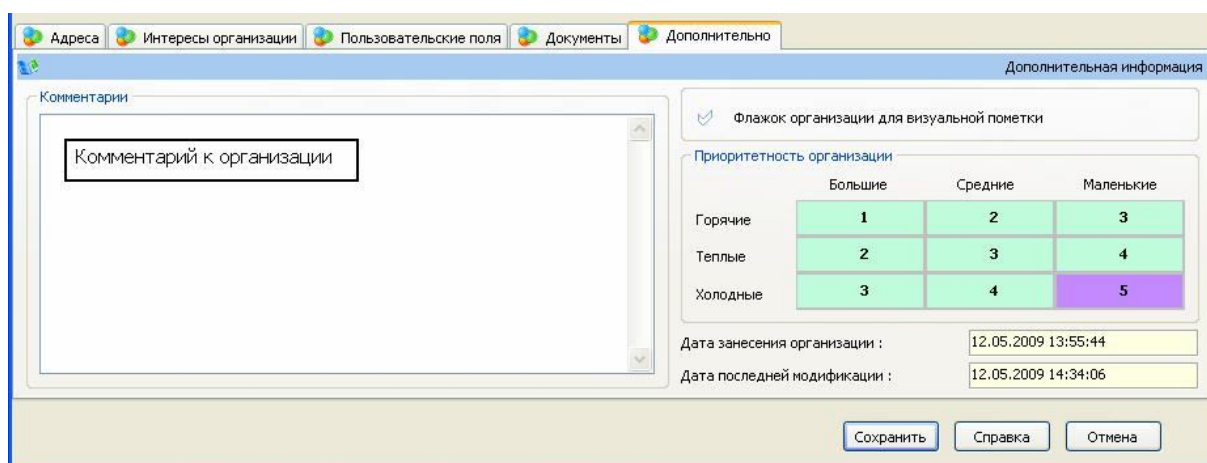 Адреса Интересы организации Пользовательские поля Документы Дополнительно
Дополнительная информация
Комментарии
Комментарий к организации
Флажок организации для визуальной пометки
Приоритетность организации
Большие Средние Маленькие
Горячие 1 2 3
Теплые 2 3 4
Холодные 3 4 5
Дата занесения организации : 12.05.2009 13:55:44
Дата последней модификации : 12.05.2009 14:34:06
Сохранить Справка Отмена